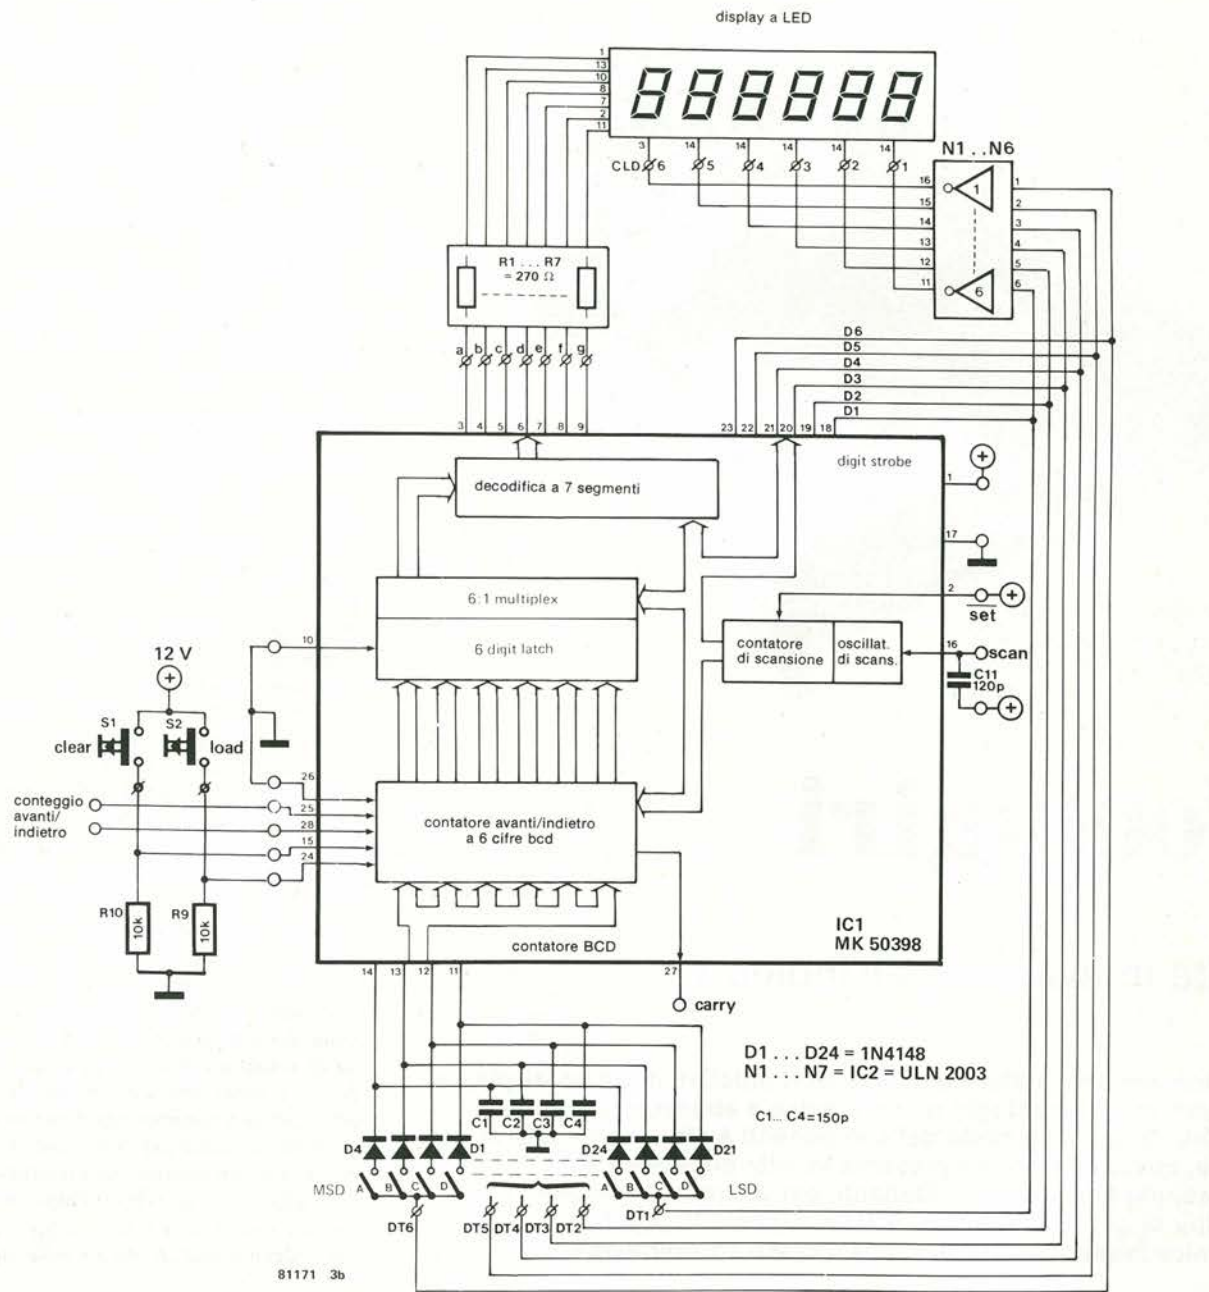 display a LED
1
13
10
8
7
2
11
3 14 14 14 14 14
CLD 6 5 4 3 2 1
N1 . . N6
16 1 1
15 2
14 3
13 4
12 5
11 6 6
R1 . . . R7
= 270 Ω
a b c d e f g
D6
D5
D4
D3
D2
D1
3 4 5 6 7 8 9
23 22 21 20 19 18
digit strobe
decodifica a 7 segmenti
1
17
6:1 multiplex
6 digit latch
2
set
contatore di scansione
oscillat. di scans.
16
scan
C11
120p
10
12 V
S1
S2
clear
load
26
25
28
15
24
conteggio
avanti/
indietro
contatore avanti/indietro
a 6 cifre bcd
R10
10k
R9
10k
contatore BCD
IC1
MK 50398
14 13 12 11
27
carry
D1 . . . D24 = 1N4148
N1 . . . N7 = IC2 = ULN 2003
C1... C4=150p
C1 C2 C3 C4
D4 D1 D24 D21
MSD A B C D
A B C D LSD
DT6 DT5 DT4 DT3 DT2 DT1
81171 3b